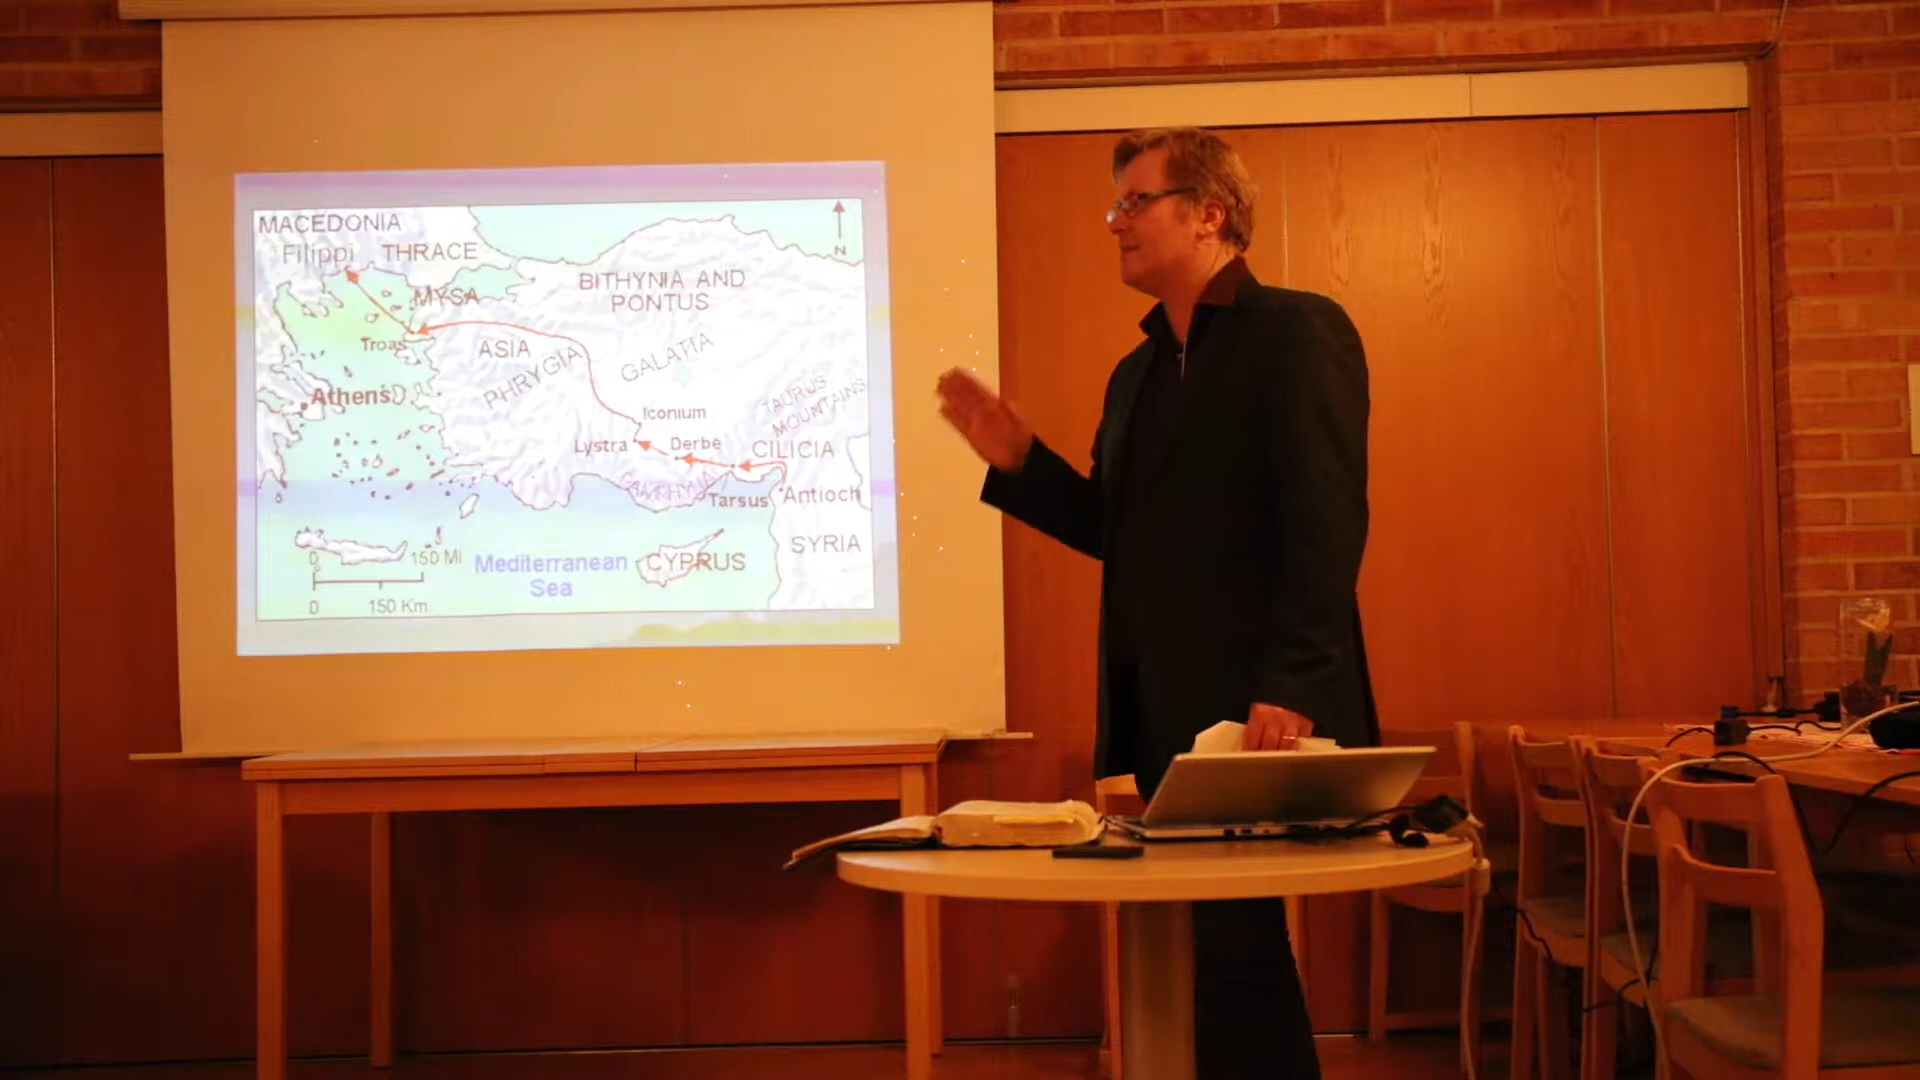 MACEDONIA
Filippi THRACE
MYSA
BITHYNIA AND
PONTUS
N
Troas
ASIA
PHRYGIA
GALATIA
Athens
TAURUS
MOUNTAINS
Iconium
Lystra
Derbe
CILICIA
Tarsus
Antioch
SYRIA
Mediterranean
Sea
CYPRUS
0 150 Mi
0 150 Km.